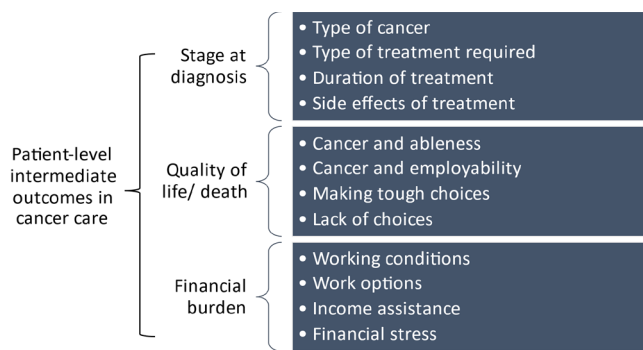 Patient-level
intermediate
outcomes in
cancer care
Stage at
diagnosis
• Type of cancer
• Type of treatment required
• Duration of treatment
• Side effects of treatment
Quality of
life/ death
• Cancer and ableness
• Cancer and employability
• Making tough choices
• Lack of choices
Financial
burden
• Working conditions
• Work options
• Income assistance
• Financial stress